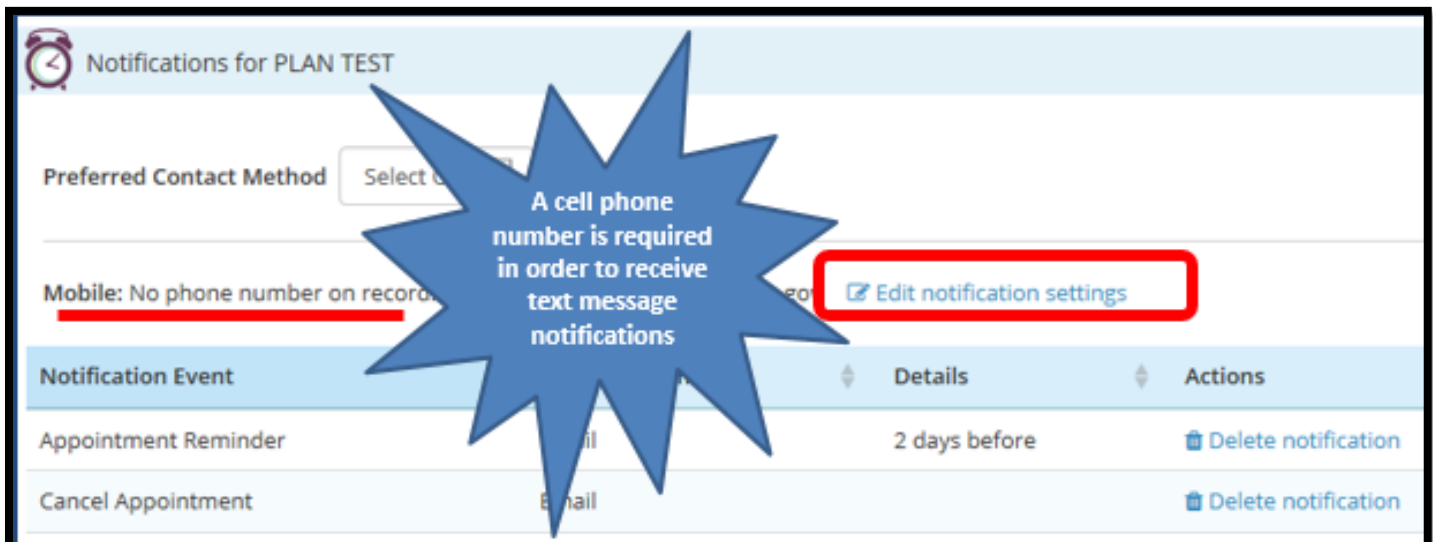 Notifications for PLAN TEST
Preferred Contact Method Select
A cell phone
number is required
in order to receive
text message
notifications
Mobile: No phone number on record Edit notification settings
Notification Event Details Actions
Appointment Reminder 2 days before Delete notification
Cancel Appointment Email Delete notification